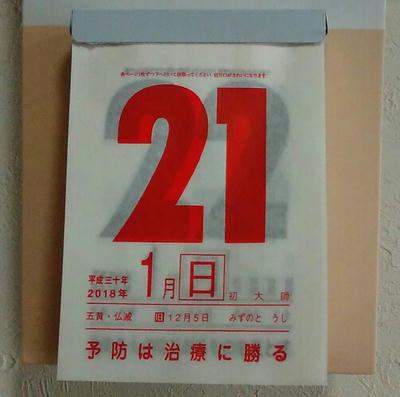 21
平成三十年
2018年 1月 日 初大師
五黄・仏滅 旧12月5日 みずのと うし
予防は治療に勝る